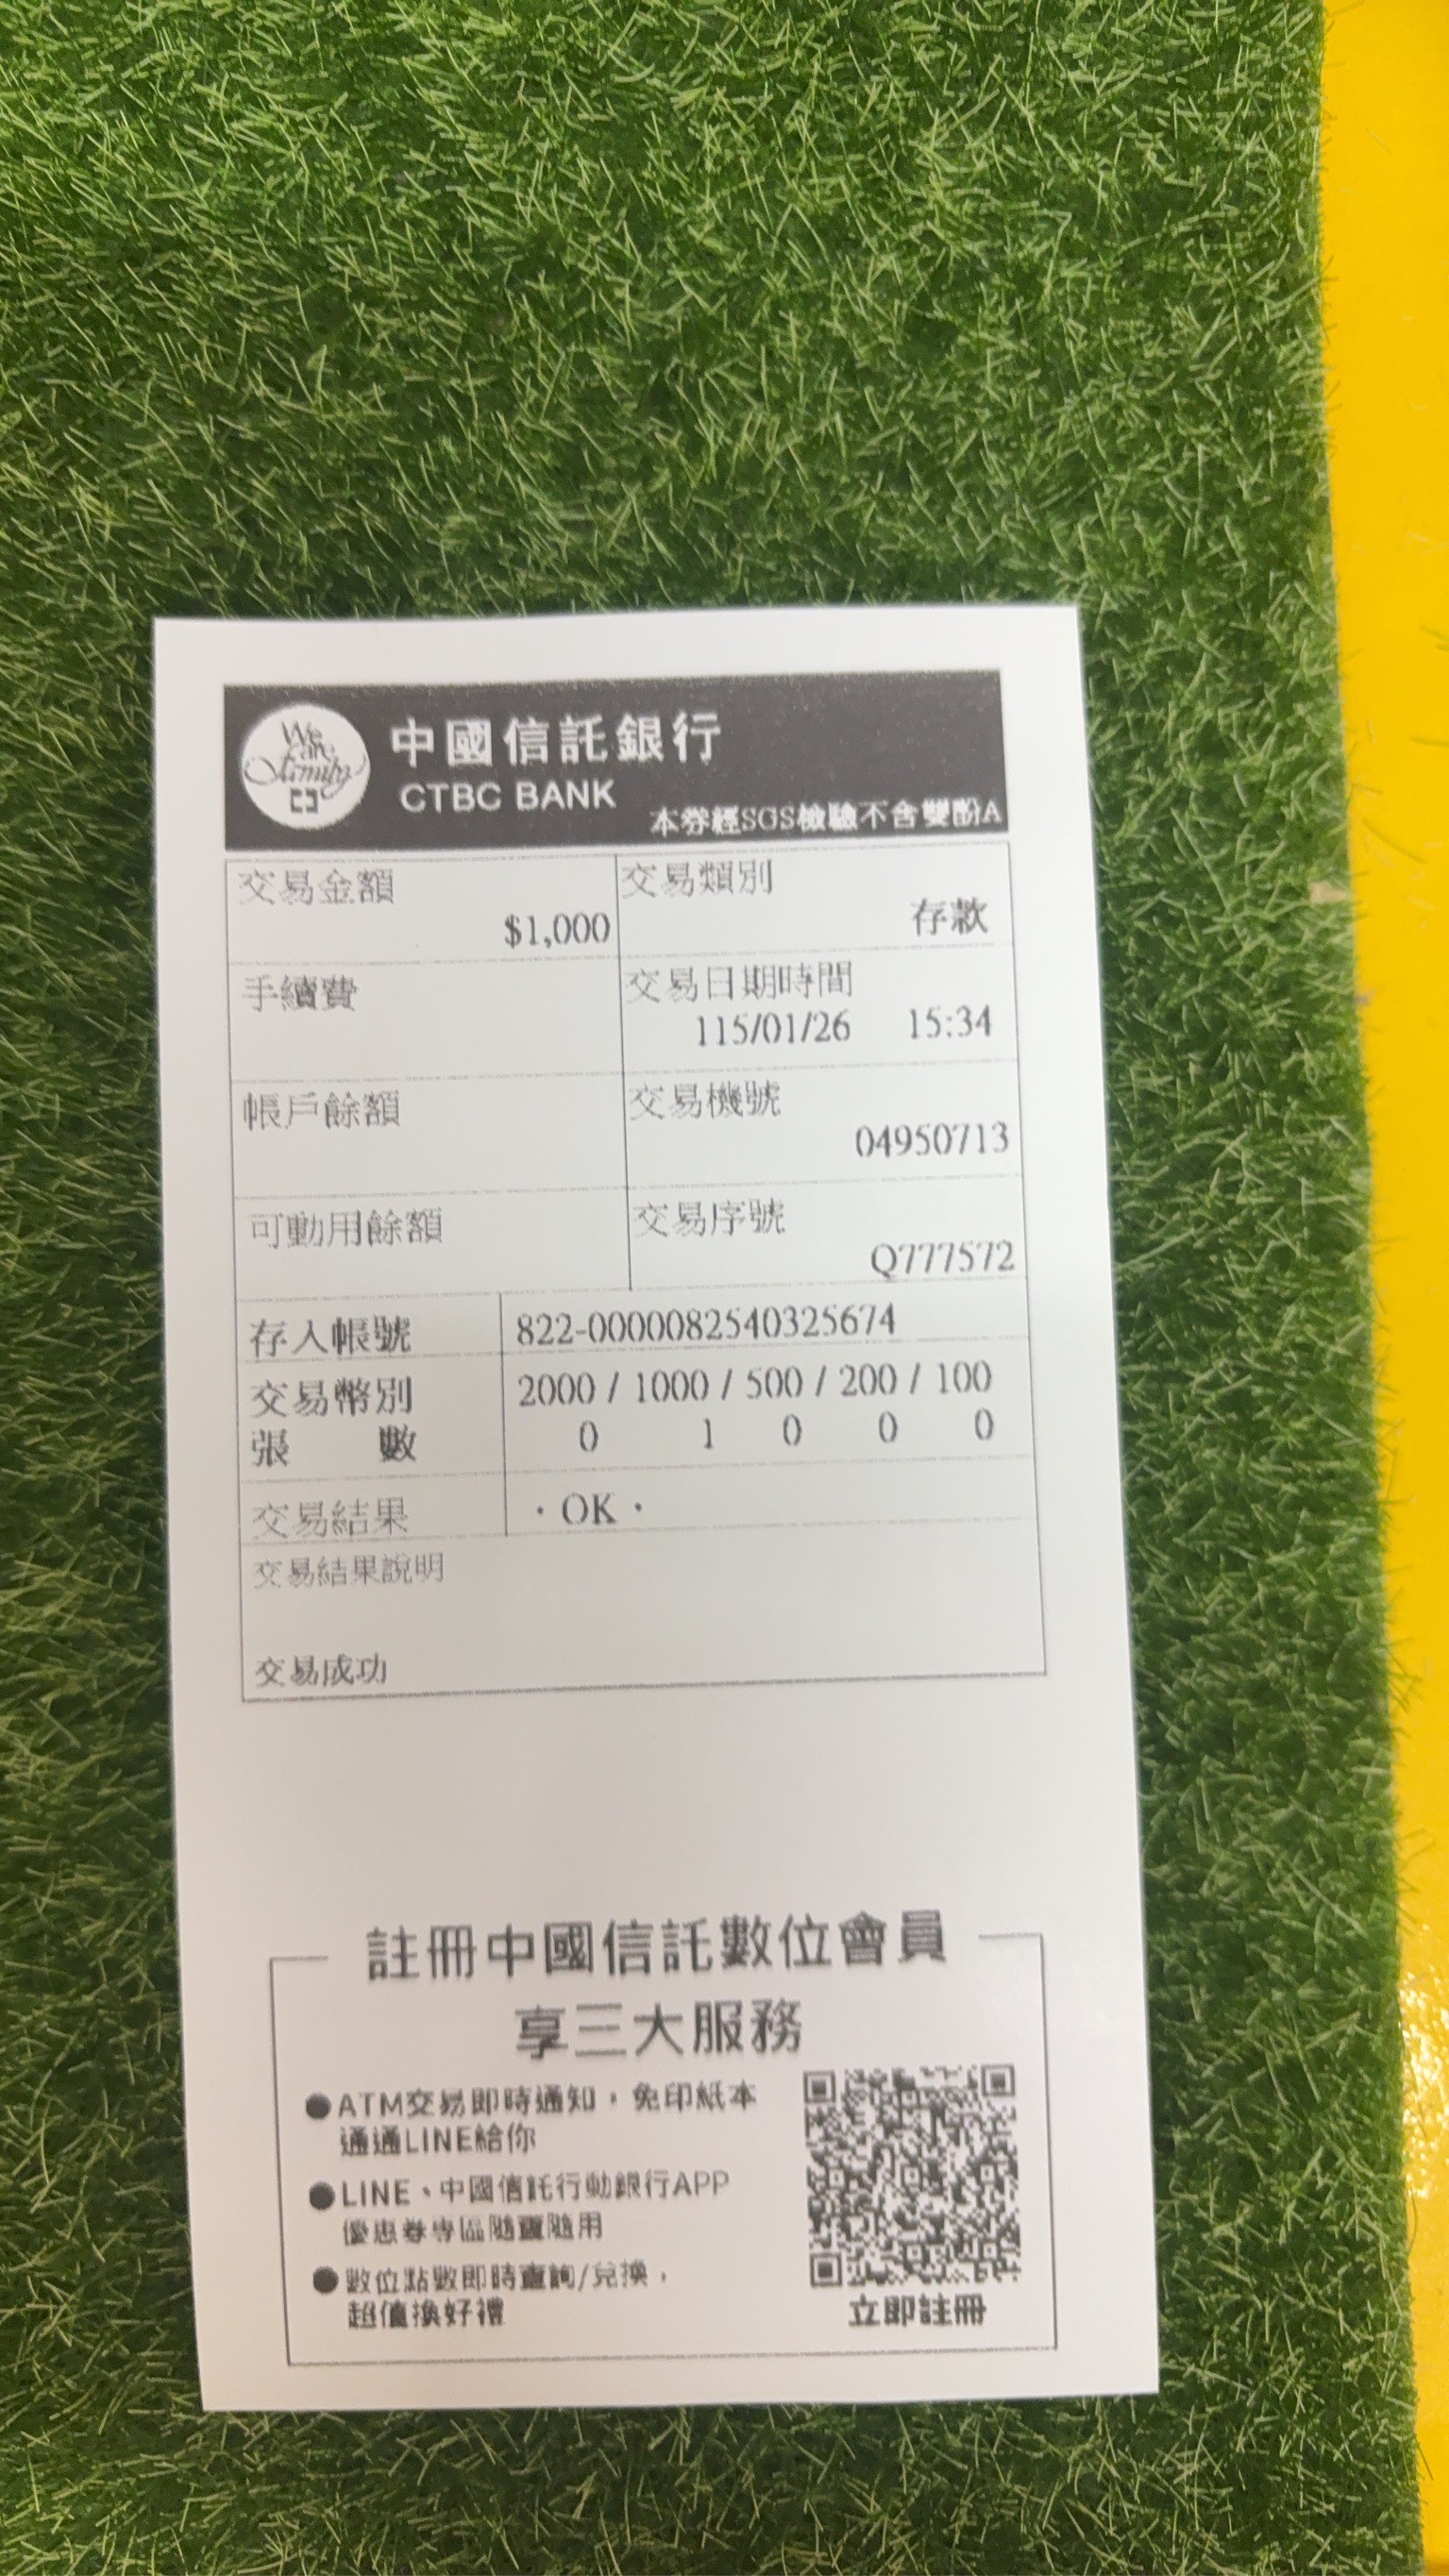 We are family
中國信託銀行
CTBC BANK
本券經SGS檢驗不含雙酚A
交易金額
$1,000
交易類別
存款
手續費
交易日期時間
115/01/26 15:34
帳戶餘額
交易機號
04950713
可動用餘額
交易序號
Q777572
存入帳號 822-0000082540325674
交易幣別 2000 / 1000 / 500 / 200 / 100
張 數 0 1 0 0 0
交易結果 ·OK·
交易結果說明
交易成功
註冊中國信託數位會員
享三大服務
●ATM交易即時通知,免印紙本
通通LINE給你
●LINE、中國信託行動銀行APP
優惠券專區隨賣隨用
●數位點數即時查詢/兌換,
超值換好禮
立即註冊